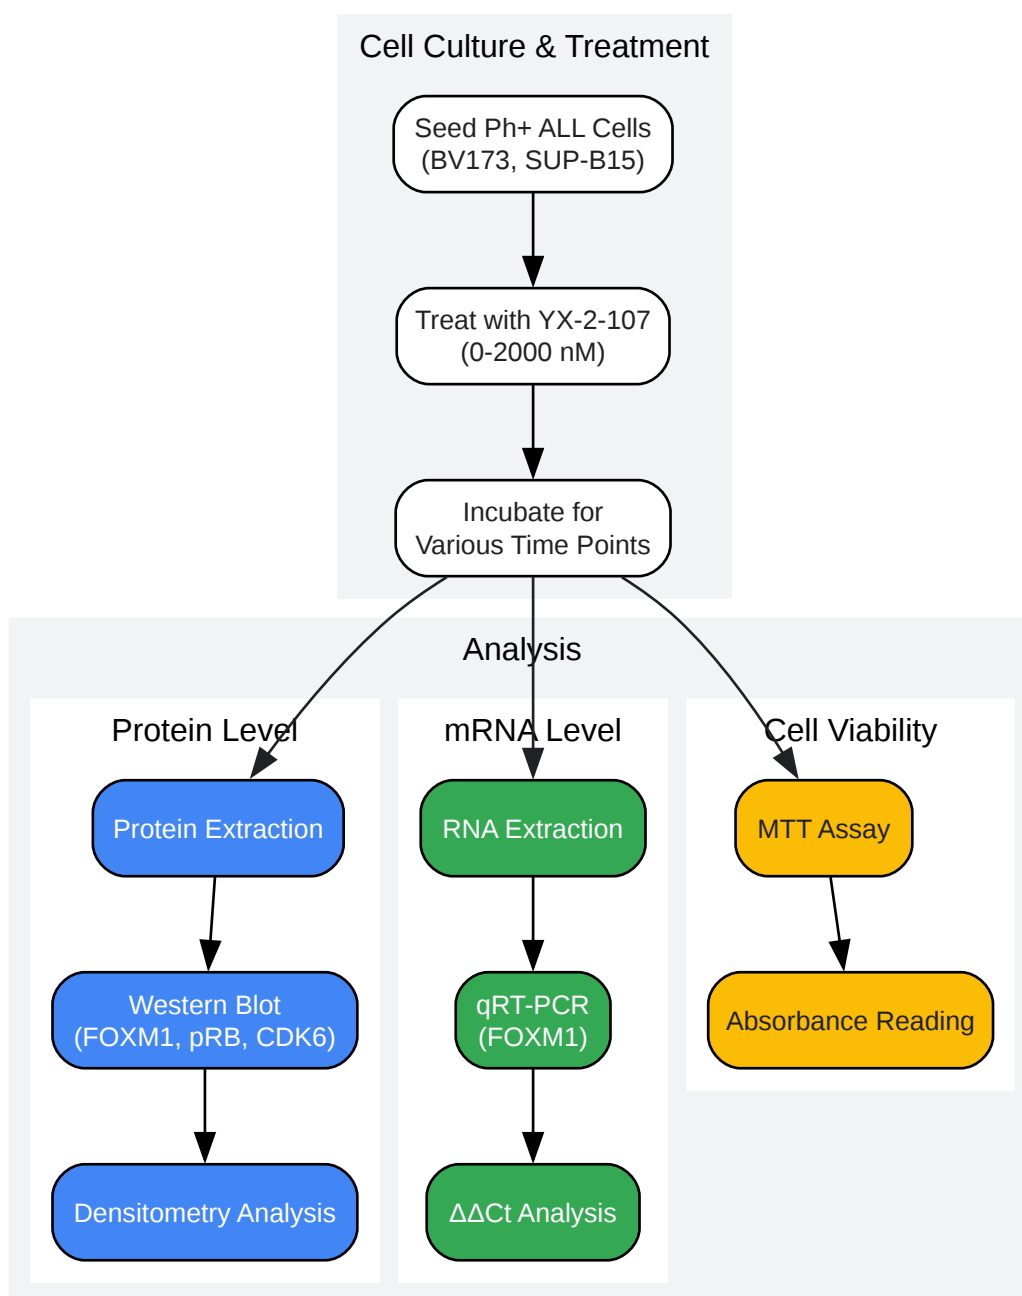 Cell Culture & Treatment
Seed Ph+ ALL Cells
(BV173, SUP-B15)
Treat with YX-2-107
(0-2000 nM)
Incubate for
Various Time Points
Analysis
Protein Level
Protein Extraction
Western Blot
(FOXM1, pRB, CDK6)
Densitometry Analysis
mRNA Level
RNA Extraction
qRT-PCR
(FOXM1)
ΔΔCt Analysis
Cell Viability
MTT Assay
Absorbance Reading